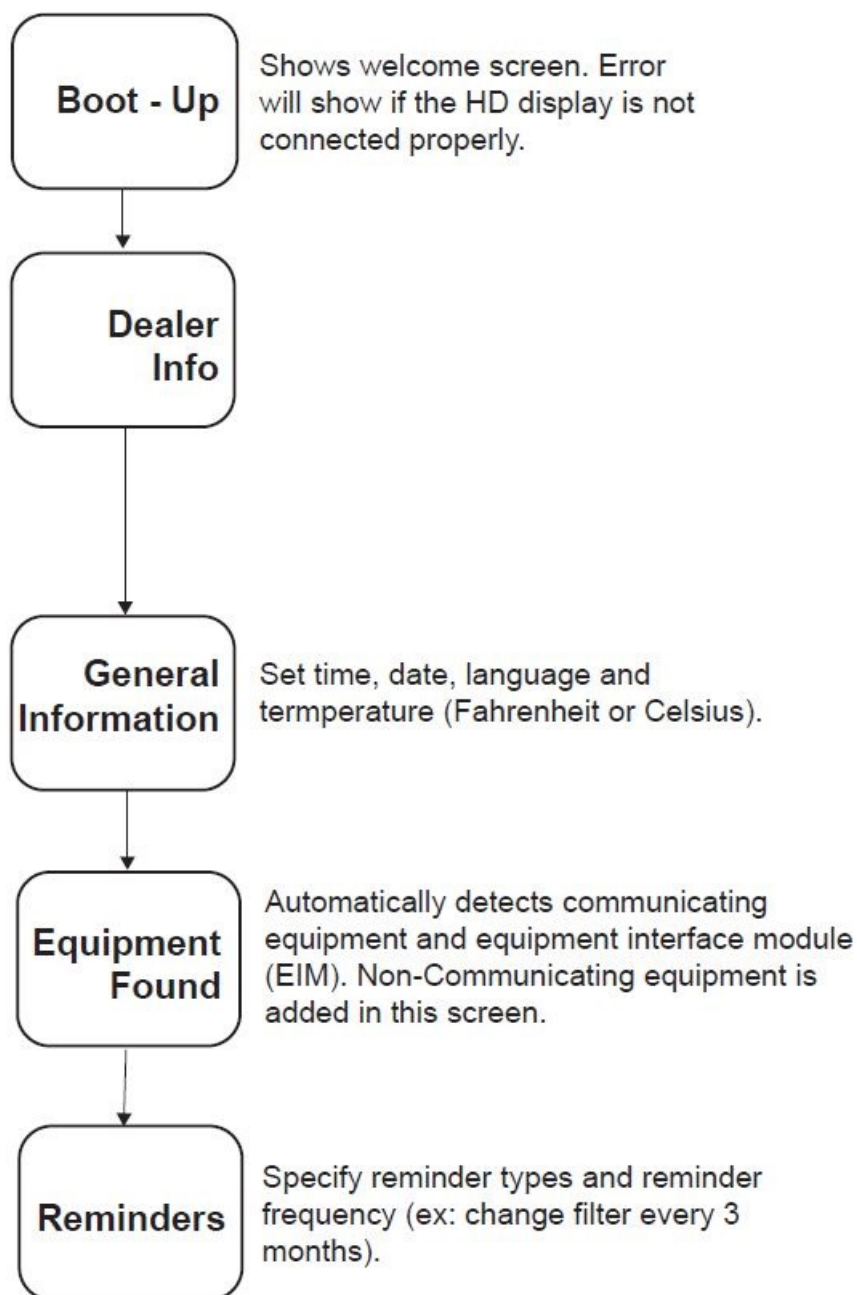 Boot - Up
Shows welcome screen. Error
will show if the HD display is not
connected properly.
Dealer
Info
General
Information
Set time, date, language and
termperature (Fahrenheit or Celsius).
Equipment
Found
Automatically detects communicating
equipment and equipment interface module
(EIM). Non-Communicating equipment is
added in this screen.
Reminders
Specify reminder types and reminder
frequency (ex: change filter every 3
months).